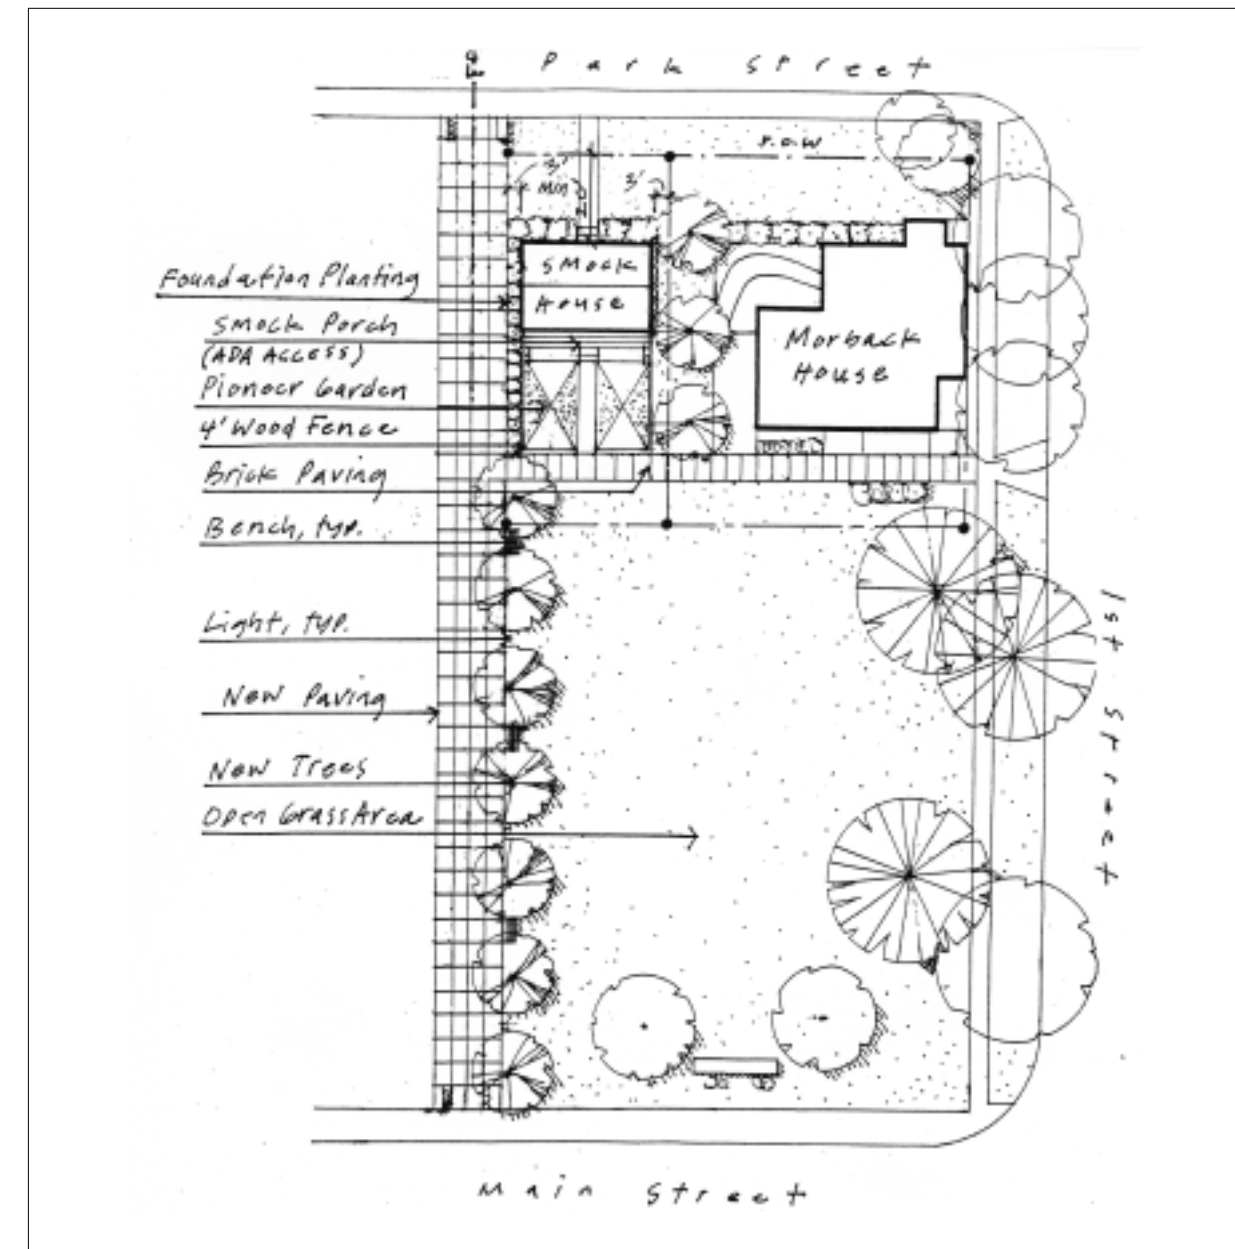 Park Street
r.o.w
3'
Min
3'
Smock
House
Morback
House
Foundation Planting
Smock Porch
(ADA Access)
Pioneer Garden
4' Wood Fence
Brick Paving
Bench, typ.
Light, typ.
New Paving
New Trees
Open Grass Area
1st Street
Main Street